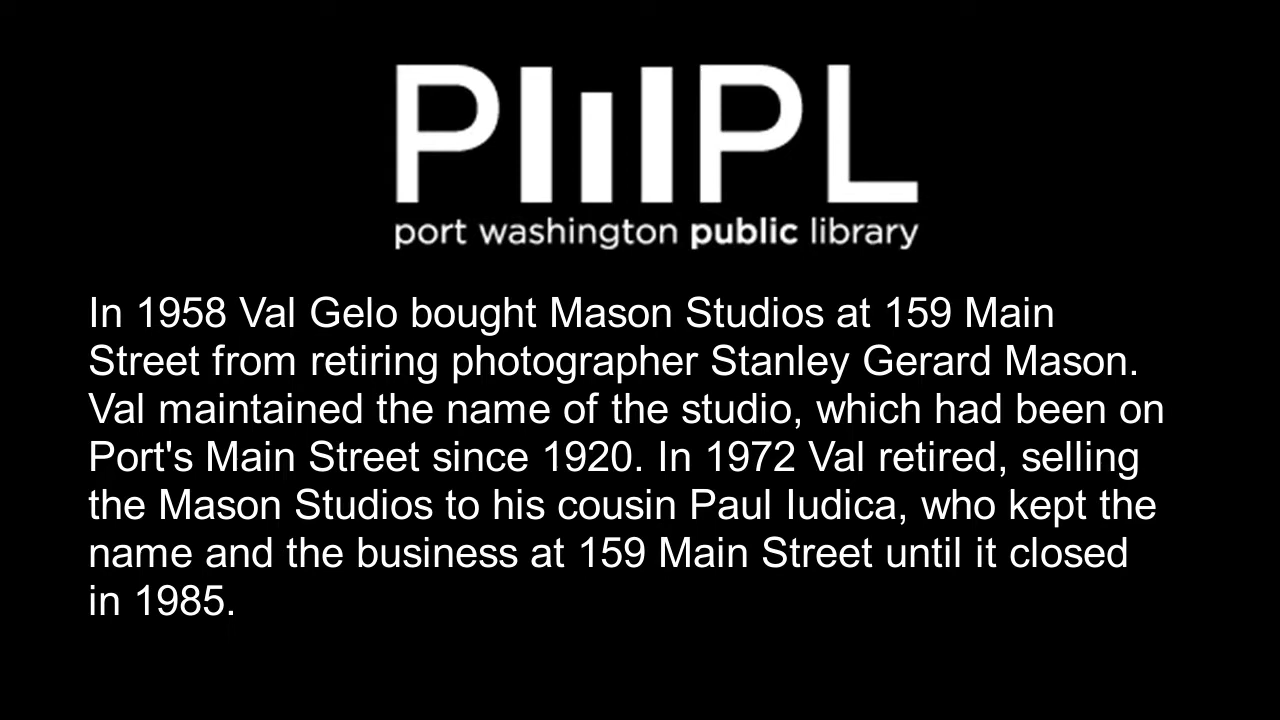 PWPL
port washington public library
In 1958 Val Gelo bought Mason Studios at 159 Main
Street from retiring photographer Stanley Gerard Mason.
Val maintained the name of the studio, which had been on
Port's Main Street since 1920. In 1972 Val retired, selling
the Mason Studios to his cousin Paul Iudica, who kept the
name and the business at 159 Main Street until it closed
in 1985.